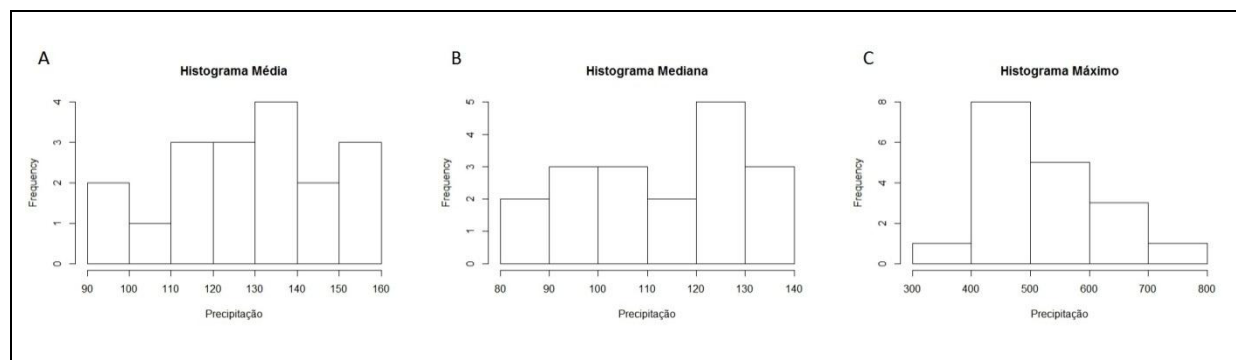 A
Histograma Média
Frequency
4
3
2
1
0
90 100 110 120 130 140 150 160
Precipitação
B
Histograma Mediana
Frequency
5
4
3
2
1
0
80 90 100 110 120 130 140
Precipitação
C
Histograma Máximo
Frequency
8
6
4
2
0
300 400 500 600 700 800
Precipitação